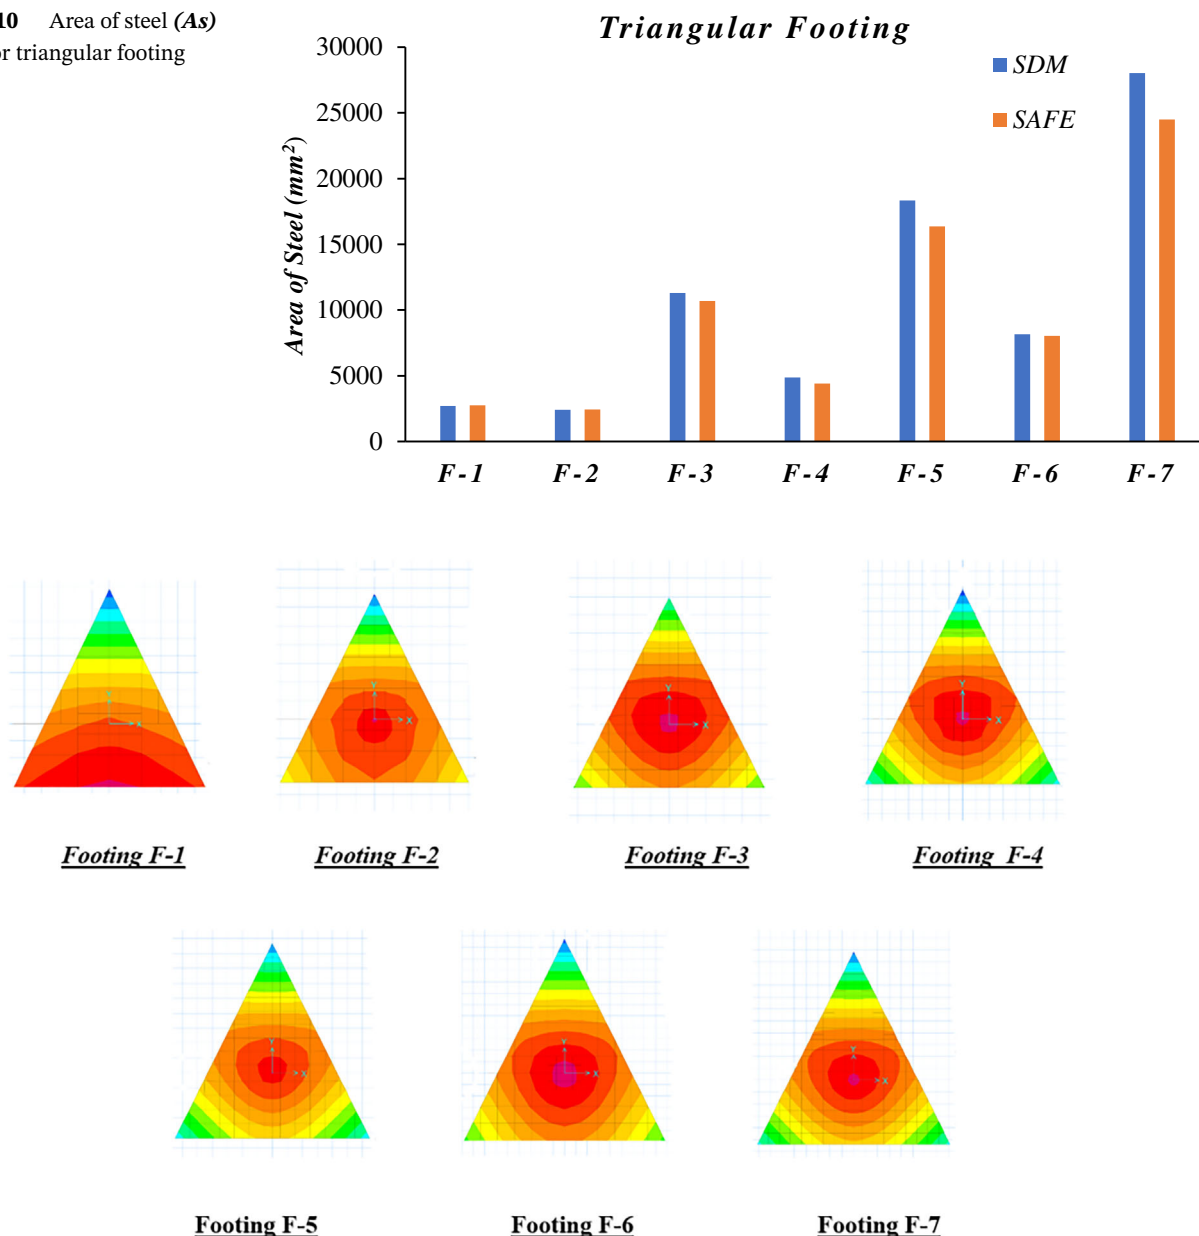 10 Area of steel (As)
or triangular footing
Triangular Footing
SDM
SAFE
Area of Steel (mm²)
30000
25000
20000
15000
10000
5000
0
F-1 F-2 F-3 F-4 F-5 F-6 F-7
Y
X
Y
X
Y
X
Y
X
Footing F-1 Footing F-2 Footing F-3 Footing F-4
Y
X
Y
X
Y
X
Footing F-5 Footing F-6 Footing F-7